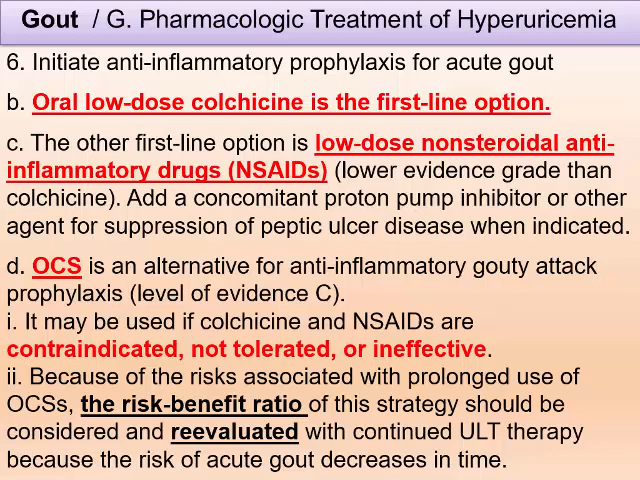 Gout / G. Pharmacologic Treatment of Hyperuricemia
6. Initiate anti-inflammatory prophylaxis for acute gout
b. Oral low-dose colchicine is the first-line option.
c. The other first-line option is low-dose nonsteroidal anti-
inflammatory drugs (NSAIDs) (lower evidence grade than
colchicine). Add a concomitant proton pump inhibitor or other
agent for suppression of peptic ulcer disease when indicated.
d. OCS is an alternative for anti-inflammatory gouty attack
prophylaxis (level of evidence C).
i. It may be used if colchicine and NSAIDs are
contraindicated, not tolerated, or ineffective.
ii. Because of the risks associated with prolonged use of
OCSs, the risk-benefit ratio of this strategy should be
considered and reevaluated with continued ULT therapy
because the risk of acute gout decreases in time.